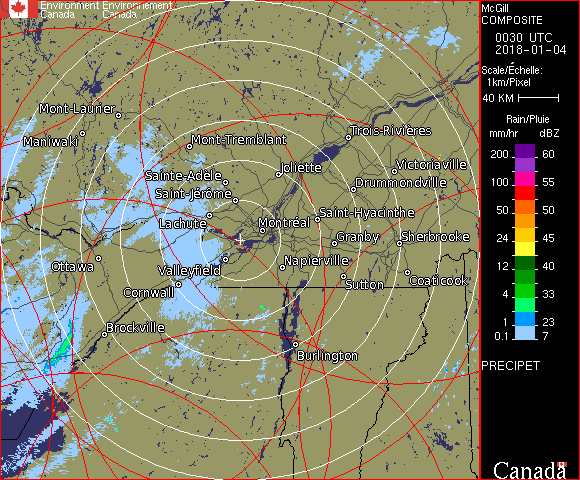 Environment Environnement
Canada Canada
McGill
COMPOSITE
0030 UTC
2018-01-04
Scale/Échelle:
1km/Pixel
40 KM
Rain/Pluie
mm/hr dBZ
200 60
100 55
50 50
24 45
12 40
4 33
1 23
0.1 7
PRECIPET
Canada
Mont-Laurier
Maniwaki
Mont-Tremblant
Trois-Rivières
Joliette
Victoriaville
Sainte-Adèle
Drummondville
Saint-Jérôme
Lachute
Saint-Hyacinthe
Montréal
Granby
Sherbrooke
Ottawa
Valleyfield
Napierville
Cornwall
Sutton
Coaticook
Brockville
Burlington